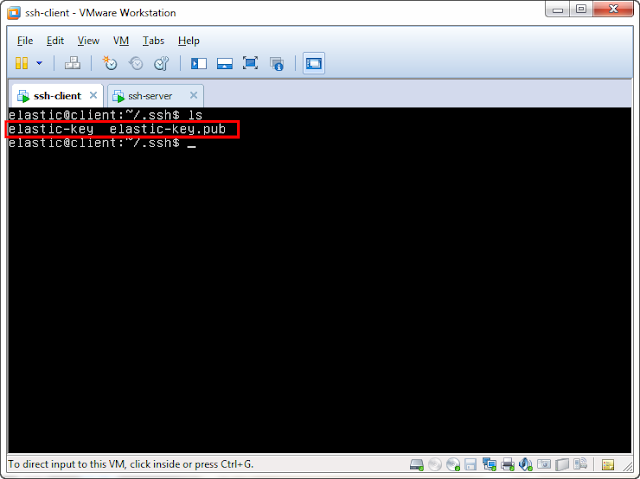 ssh-client - VMware Workstation
File Edit View VM Tabs Help
ssh-client ssh-server
elastic@client:~/.ssh$ ls
elastic-key elastic-key.pub
elastic@client:~/.ssh$ _
To direct input to this VM, click inside or press Ctrl+G.